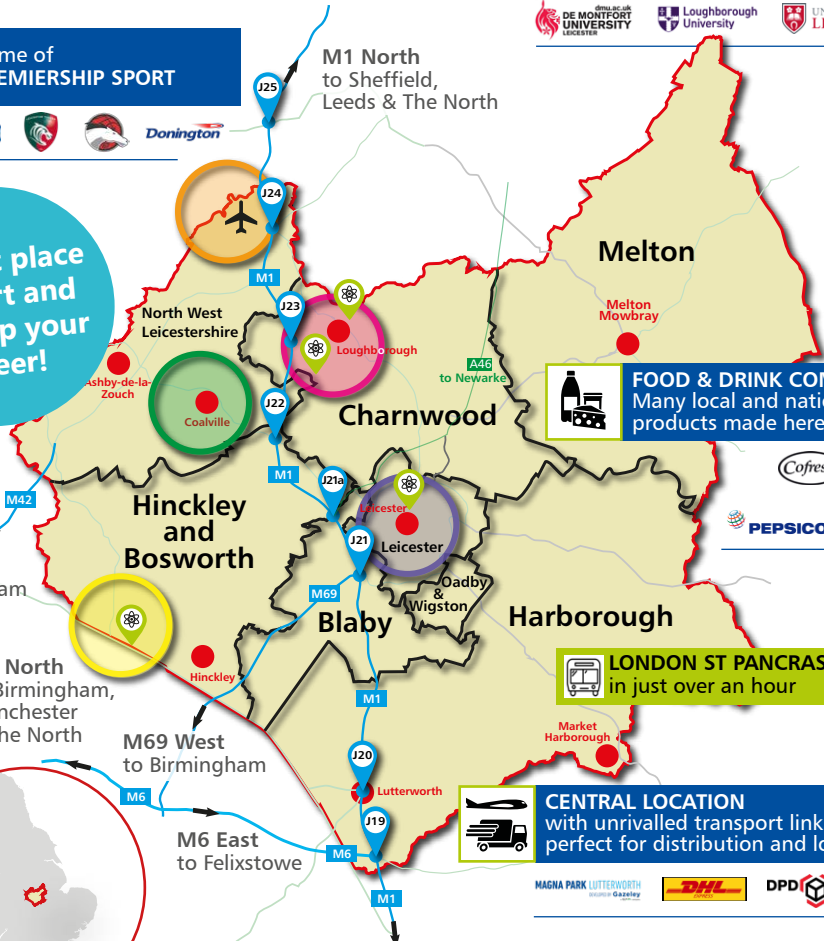 dmu.ac.uk
DE MONTFORT
UNIVERSITY
LEICESTER
Loughborough
University
me of
EMIERSHIP SPORT
Donington
J25
M1 North
to Sheffield,
Leeds & The North
J24
M1
place
rt and
p your
eer!
Melton
Melton
Mowbray
North West
Leicestershire
J23
Loughborough
A46
to Newarke
Ashby-de-la-
Zouch
Coalville
J22
Charnwood
FOOD & DRINK CON
Many local and nati
products made here
M1
J21a
Cofres
PEPSICO
M42
Hinckley
and
Bosworth
Leicester
Leicester
J21
M69
Oadby
&
Wigston
Blaby
Harborough
am
LONDON ST PANCRAS
in just over an hour
Hinckley
North
Birmingham,
nchester
he North
M1
Market
Harborough
M69 West
to Birmingham
J20
Lutterworth
M6
CENTRAL LOCATION
with unrivalled transport link
perfect for distribution and lo
J19
M6 East
to Felixstowe
M6
M1
MAGNA PARK LUTTERWORTH
Gazeley
DHL
EXPRESS
DPD